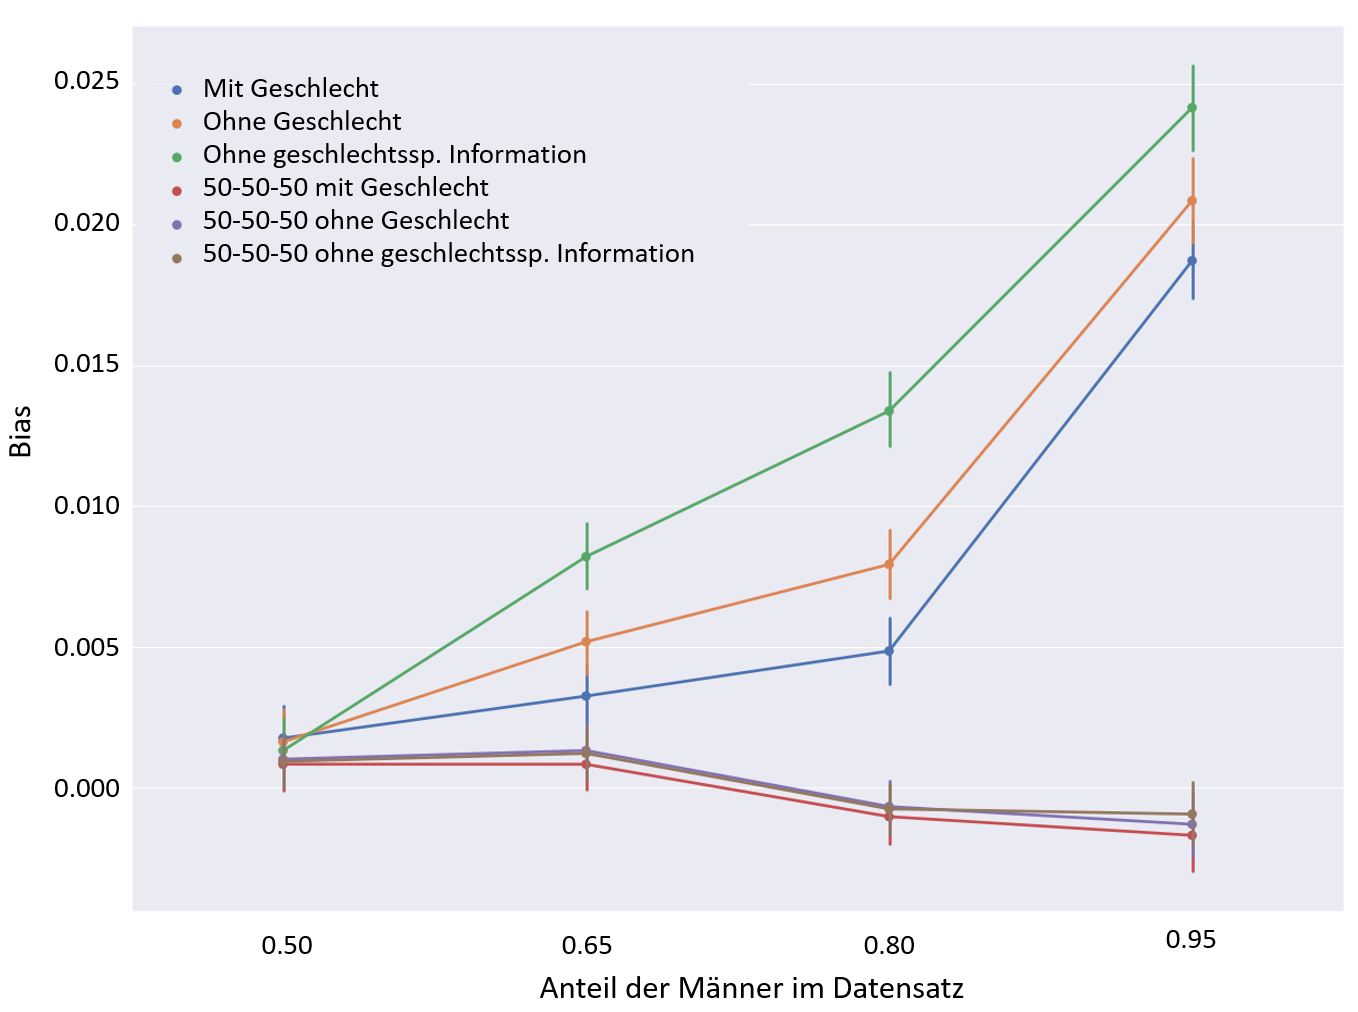 0.025
0.020
0.015
0.010
0.005
0.000
Bias
Mit Geschlecht
Ohne Geschlecht
Ohne geschlechtssp. Information
50-50-50 mit Geschlecht
50-50-50 ohne Geschlecht
50-50-50 ohne geschlechtssp. Information
0.50 0.65 0.80 0.95
Anteil der Männer im Datensatz